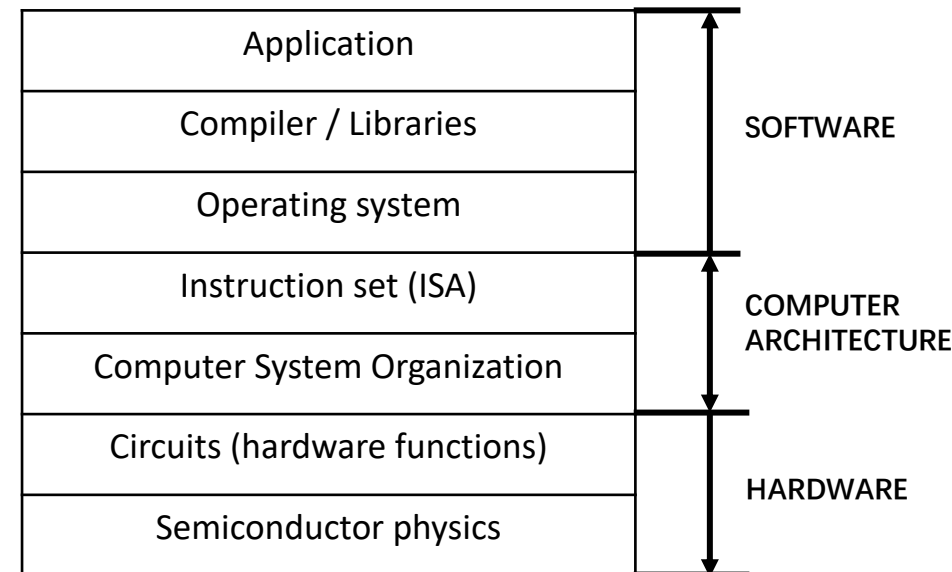 Application
Compiler / Libraries
SOFTWARE
Operating system
Instruction set (ISA)
COMPUTER
ARCHITECTURE
Computer System Organization
Circuits (hardware functions)
HARDWARE
Semiconductor physics